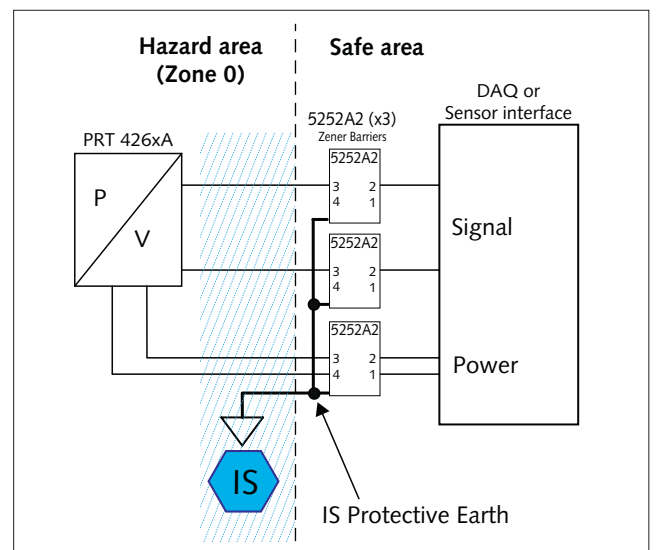 Hazard area
(Zone 0)
Safe area
DAQ or
Sensor interface
5252A2 (x3)
Zener Barriers
PRT 426xA
P
V
5252A2
3 2
4 1
Signal
5252A2
3 2
4 1
5252A2
3 2
4 1
Power
IS
IS Protective Earth